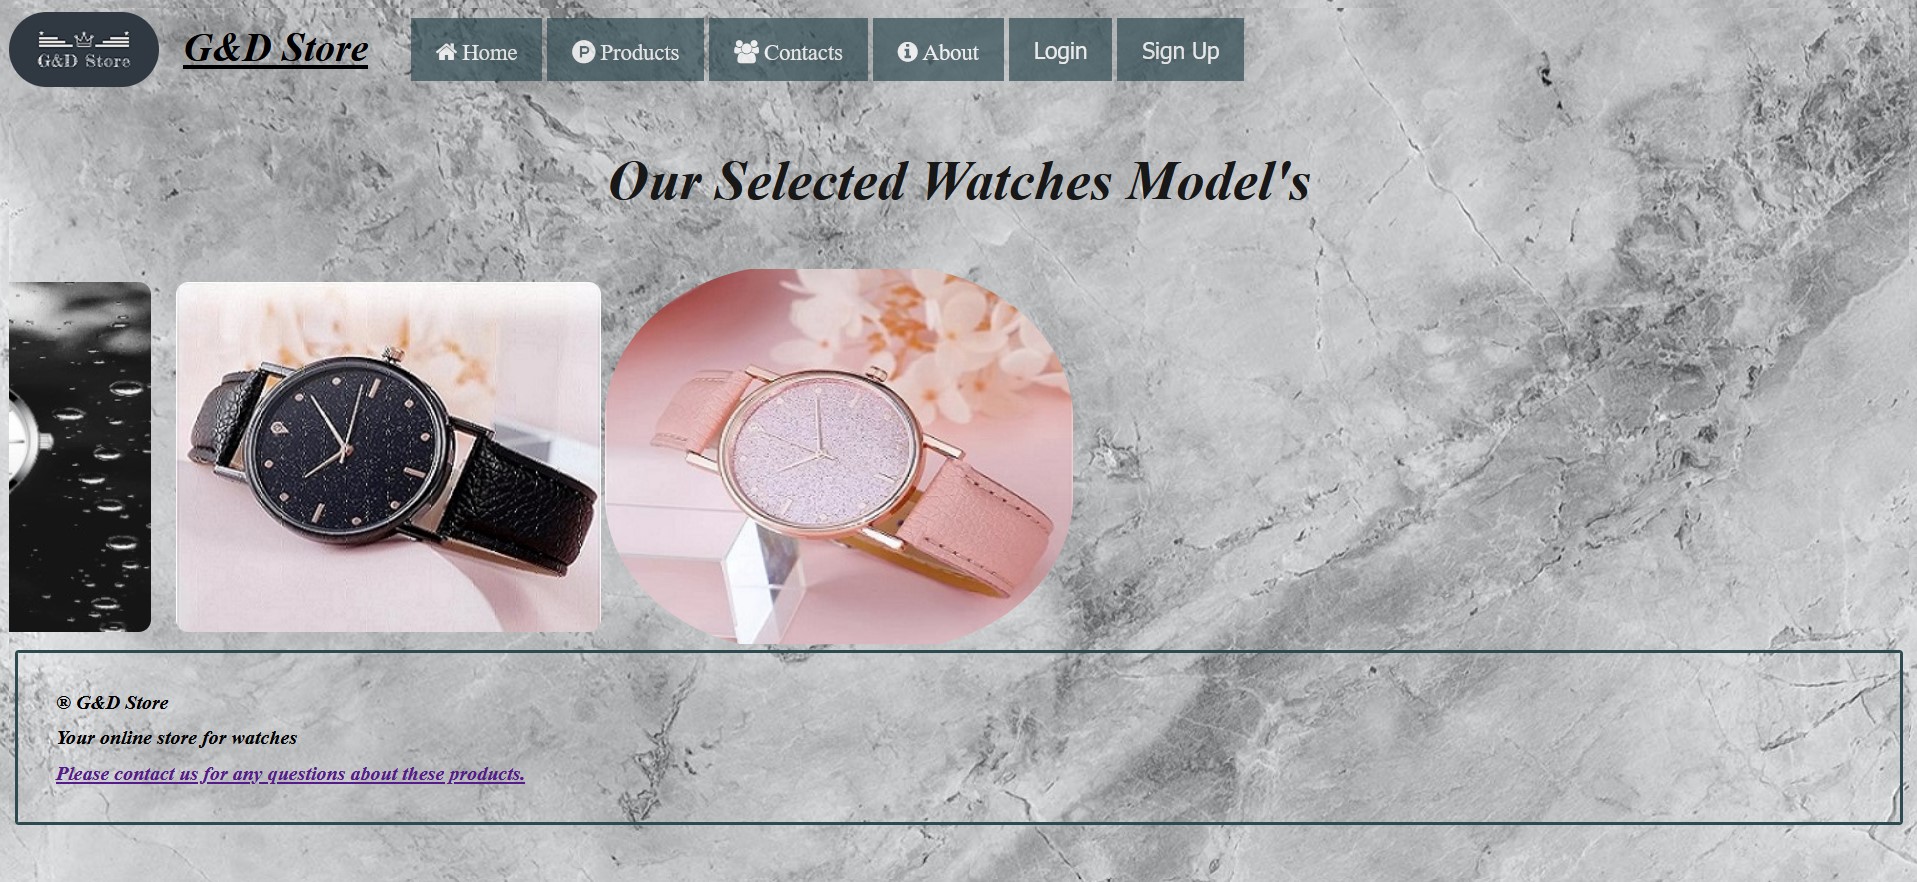 G&D Store
G&D Store
Home
Products
Contacts
About
Login
Sign Up
Our Selected Watches Model's
® G&D Store
Your online store for watches
Please contact us for any questions about these products.